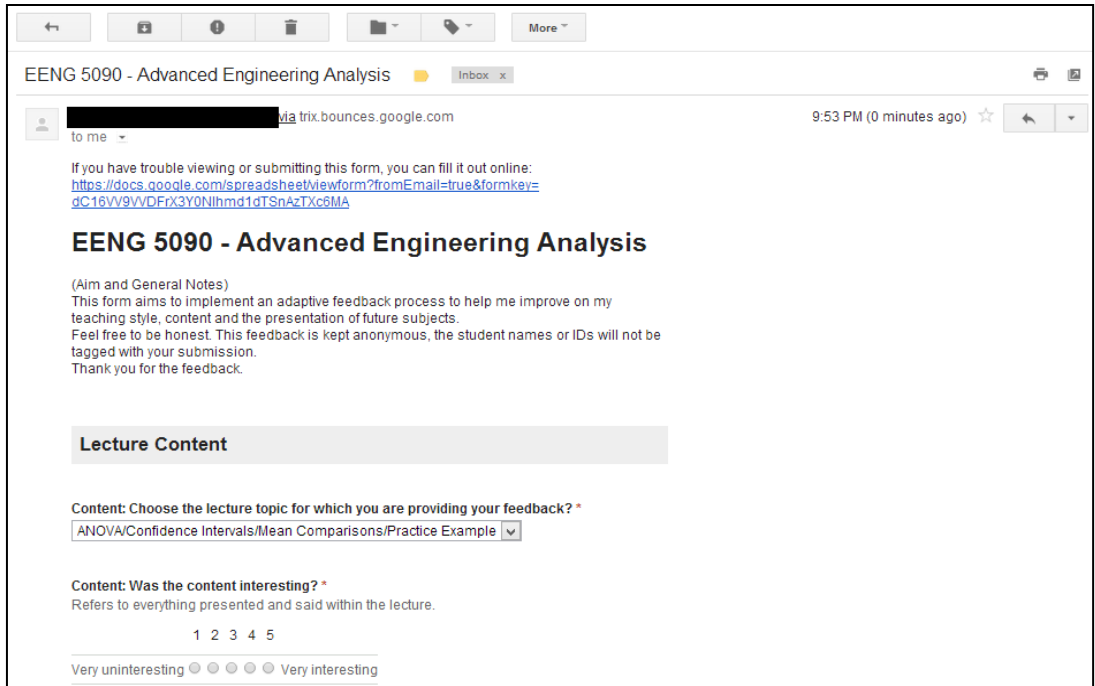 More
EENG 5090 - Advanced Engineering Analysis Inbox x
via trix.bounces.google.com 9:53 PM (0 minutes ago)
to me
If you have trouble viewing or submitting this form, you can fill it out online:
https://docs.google.com/spreadsheet/viewform?fromEmail=true&formkey=
dC16VV9VVDFrX3Y0Nlhmd1dTSnAzTXc6MA
EENG 5090 - Advanced Engineering Analysis
(Aim and General Notes)
This form aims to implement an adaptive feedback process to help me improve on my
teaching style, content and the presentation of future subjects.
Feel free to be honest. This feedback is kept anonymous, the student names or IDs will not be
tagged with your submission.
Thank you for the feedback.
Lecture Content
Content: Choose the lecture topic for which you are providing your feedback? *
ANOVA/Confidence Intervals/Mean Comparisons/Practice Example
Content: Was the content interesting? *
Refers to everything presented and said within the lecture.
1 2 3 4 5
Very uninteresting Very interesting